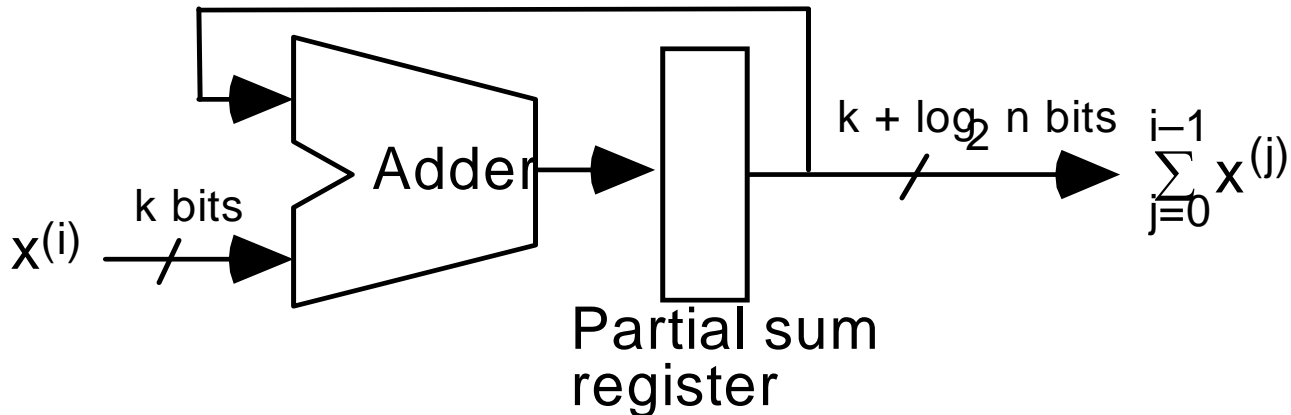 k + log₂ n bits
i–1
∑ x⁽ʲ⁾
j=0
Adder
k bits
x⁽ⁱ⁾
Partial sum
register